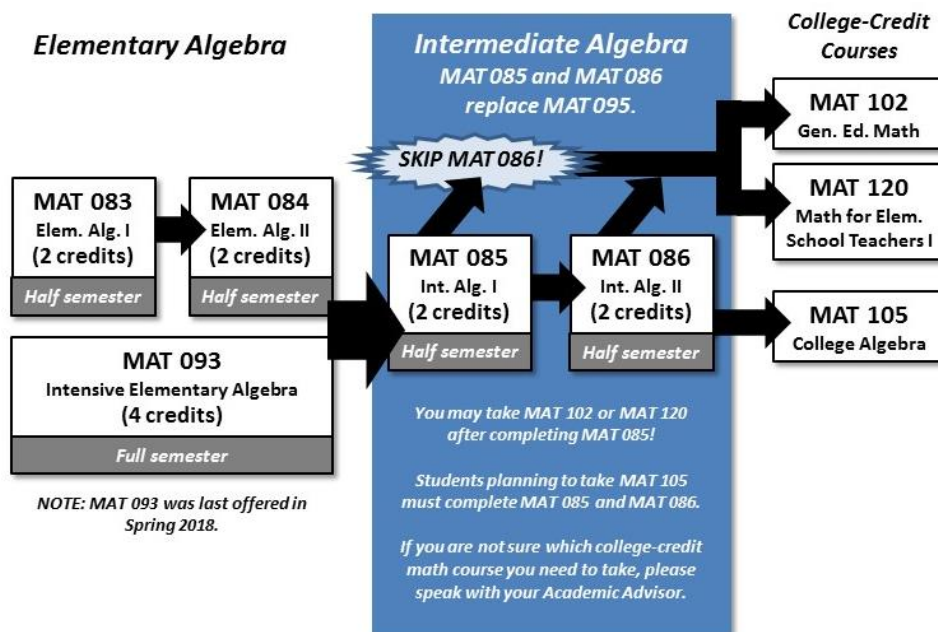 Elementary Algebra
MAT 083
Elem. Alg. I
(2 credits)
Half semester
MAT 084
Elem. Alg. II
(2 credits)
Half semester
MAT 093
Intensive Elementary Algebra
(4 credits)
Full semester
NOTE: MAT 093 was last offered in
Spring 2018.
Intermediate Algebra
MAT 085 and MAT 086
replace MAT 095.
SKIP MAT 086!
MAT 085
Int. Alg. I
(2 credits)
Half semester
MAT 086
Int. Alg. II
(2 credits)
Half semester
You may take MAT 102 or MAT 120
after completing MAT 085!
Students planning to take MAT 105
must complete MAT 085 and MAT 086.
If you are not sure which college-credit
math course you need to take, please
speak with your Academic Advisor.
College-Credit
Courses
MAT 102
Gen. Ed. Math
MAT 120
Math for Elem.
School Teachers I
MAT 105
College Algebra